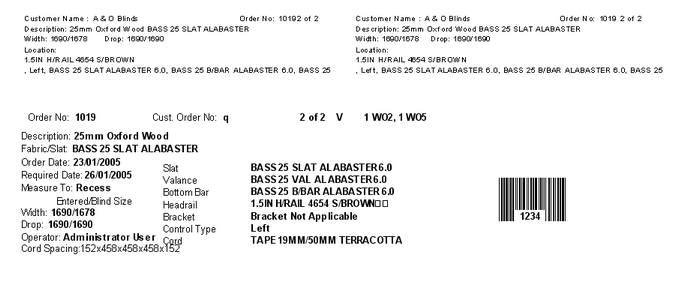 Customer Name : A & O Blinds Order No: 10192 of 2
Description: 25mm Oxford Wood BASS 25 SLAT ALABASTER
Width: 1690/1678 Drop: 1690/1690
Location:
1.5IN H/RAIL 4654 S/BROWN
, Left, BASS 25 SLAT ALABASTER 6.0, BASS 25 B/BAR ALABASTER 6.0, BASS 25
Customer Name : A & O Blinds Order No: 1019 2 of 2
Description: 25mm Oxford Wood BASS 25 SLAT ALABASTER
Width: 1690/1678 Drop: 1690/1690
Location:
1.5IN H/RAIL 4654 S/BROWN
, Left, BASS 25 SLAT ALABASTER 6.0, BASS 25 B/BAR ALABASTER 6.0, BASS 25
Order No: 1019 Cust. Order No: q 2 of 2 V 1 WO2, 1 WO5
Description: 25mm Oxford Wood
Fabric/Slat: BASS 25 SLAT ALABASTER
Order Date: 23/01/2005
Required Date: 26/01/2005
Measure To: Recess
Entered/Blind Size
Width: 1690/1678
Drop: 1690/1690
Operator: Administrator User
Cord Spacing:152x458x458x458x152
Slat BASS 25 SLAT ALABASTER 6.0
Valance BASS 25 VAL ALABASTER 6.0
Bottom Bar BASS 25 B/BAR ALABASTER 6.0
Headrail 1.5IN H/RAIL 4654 S/BROWN□□
Bracket Bracket Not Applicable
Control Type Left
Cord TAPE 19MM/50MM TERRACOTTA
1234